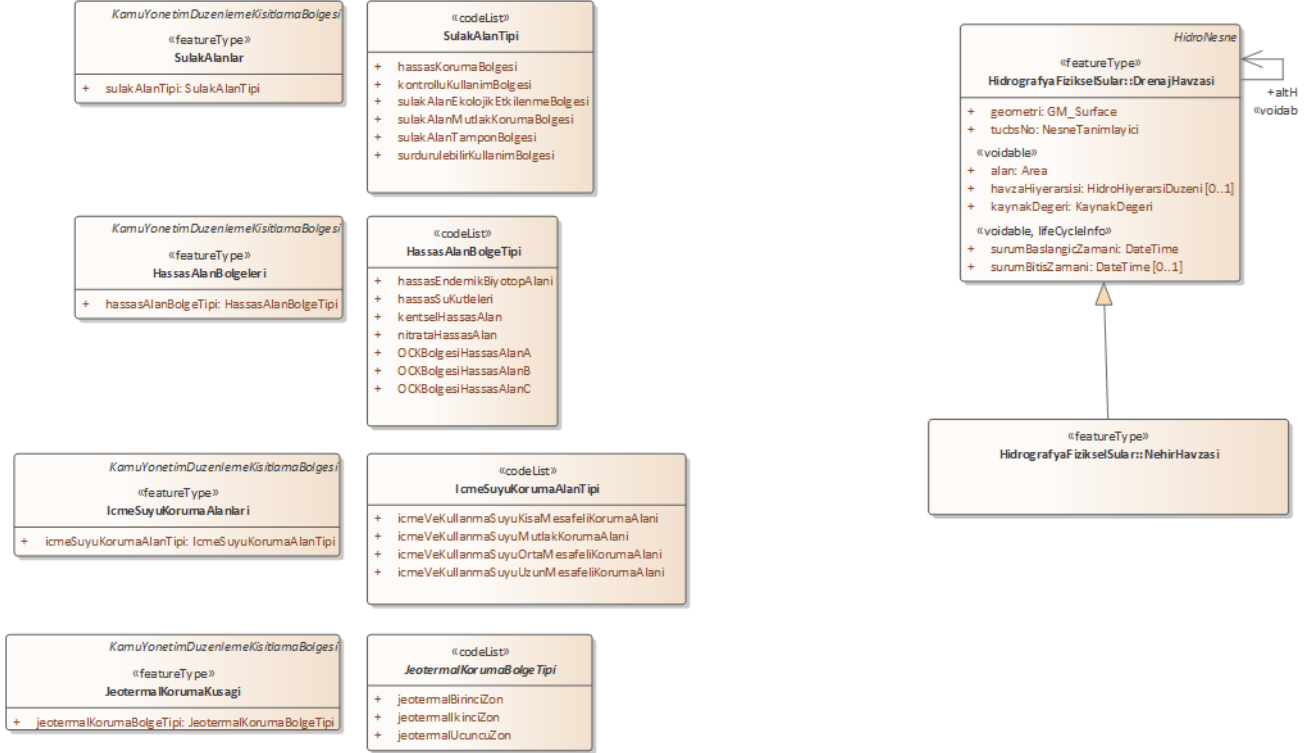 KamuYonetimDuzenlemeKisitlamaBolgesi
«featureType»
SulakAlanlar
+ sulakAlanTipi: SulakAlanTipi
«codeList»
SulakAlanTipi
+ hassasKorumaBolgesi
+ kontrolluKullanimBolgesi
+ sulakAlanEkolojikEtkilenmeBolgesi
+ sulakAlanMutlakKorumaBolgesi
+ sulakAlanTamponBolgesi
+ surdurulebilirKullanimBolgesi
KamuYonetimDuzenlemeKisitlamaBolgesi
«featureType»
HassasAlanBolgeleri
+ hassasAlanBolgeTipi: HassasAlanBolgeTipi
«codeList»
HassasAlanBolgeTipi
+ hassasEndemikBiyotopAlani
+ hassasSuKutleleri
+ kentselHassasAlan
+ nitrataHassasAlan
+ OCKBolgesiHassasAlanA
+ OCKBolgesiHassasAlanB
+ OCKBolgesiHassasAlanC
KamuYonetimDuzenlemeKisitlamaBolgesi
«featureType»
IcmeSuyuKorumaAlanlari
+ icmeSuyuKorumaAlanTipi: IcmeSuyuKorumaAlanTipi
«codeList»
IcmeSuyuKorumaAlanTipi
+ icmeVeKullanmaSuyuKisaMesafeliKorumaAlani
+ icmeVeKullanmaSuyuMutlakKorumaAlani
+ icmeVeKullanmaSuyuOrtaMesafeliKorumaAlani
+ icmeVeKullanmaSuyuUzunMesafeliKorumaAlani
KamuYonetimDuzenlemeKisitlamaBolgesi
«featureType»
JeotermalKorumaKusagi
+ jeotermalKorumaBolgeTipi: JeotermalKorumaBolgeTipi
«codeList»
JeotermalKorumaBolgeTipi
+ jeotermalBirinciZon
+ jeotermalIkinciZon
+ jeotermalUcuncuZon
HidroNesne
«featureType»
HidrografyaFizikselSular::DrenajHavzasi
+ geometri: GM_Surface
+ tucbsNo: NesneTanimlayici
«voidable»
+ alan: Area
+ havzaHiyerarsisi: HidroHiyerarsiDuzeni [0..1]
+ kaynakDegeri: KaynakDegeri
«voidable, lifeCycleInfo»
+ surumBaslangicZamani: DateTime
+ surumBitisZamani: DateTime [0..1]
+altH
«voidab
«featureType»
HidrografyaFizikselSular::NehirHavzasi